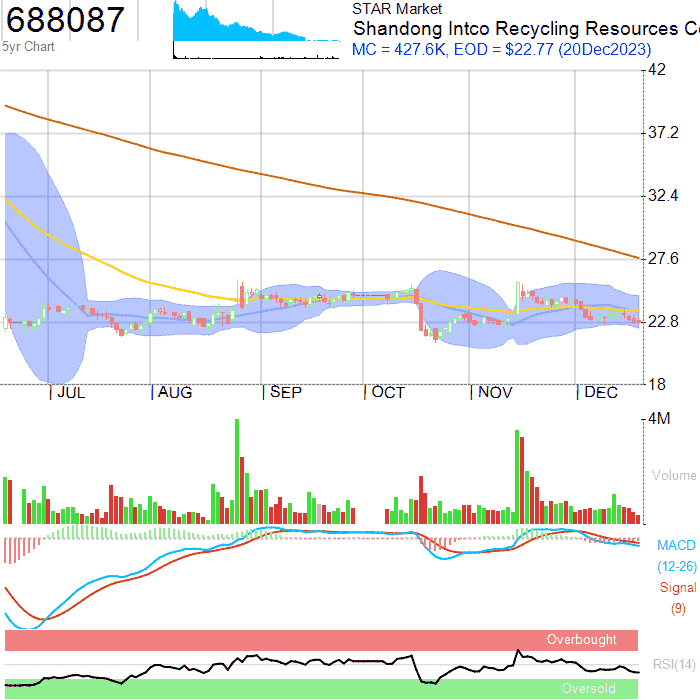 688087
5yr Chart
STAR Market
Shandong Intco Recycling Resources C
MC = 427.6K, EOD = $22.77 (20Dec2023)
42
37.2
32.4
27.6
22.8
18
JUL AUG SEP OCT NOV DEC
4M
Volume
MACD
(12-26)
Signal
(9)
Overbought
RSI(14)
Oversold